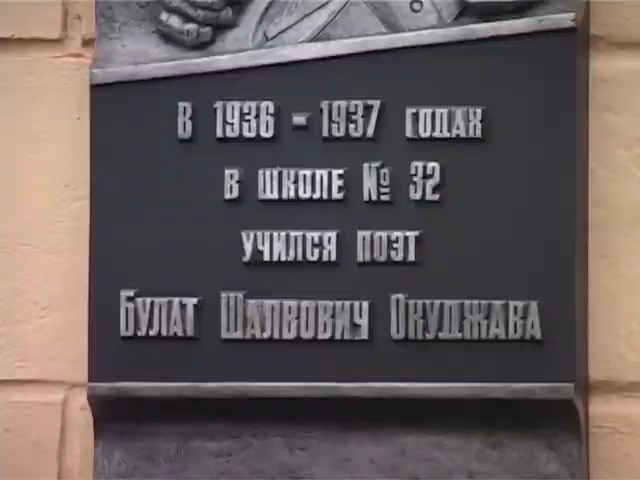 В 1936 - 1937 годах
в школе № 32
учился поэт
Булат Шалвович Окуджава